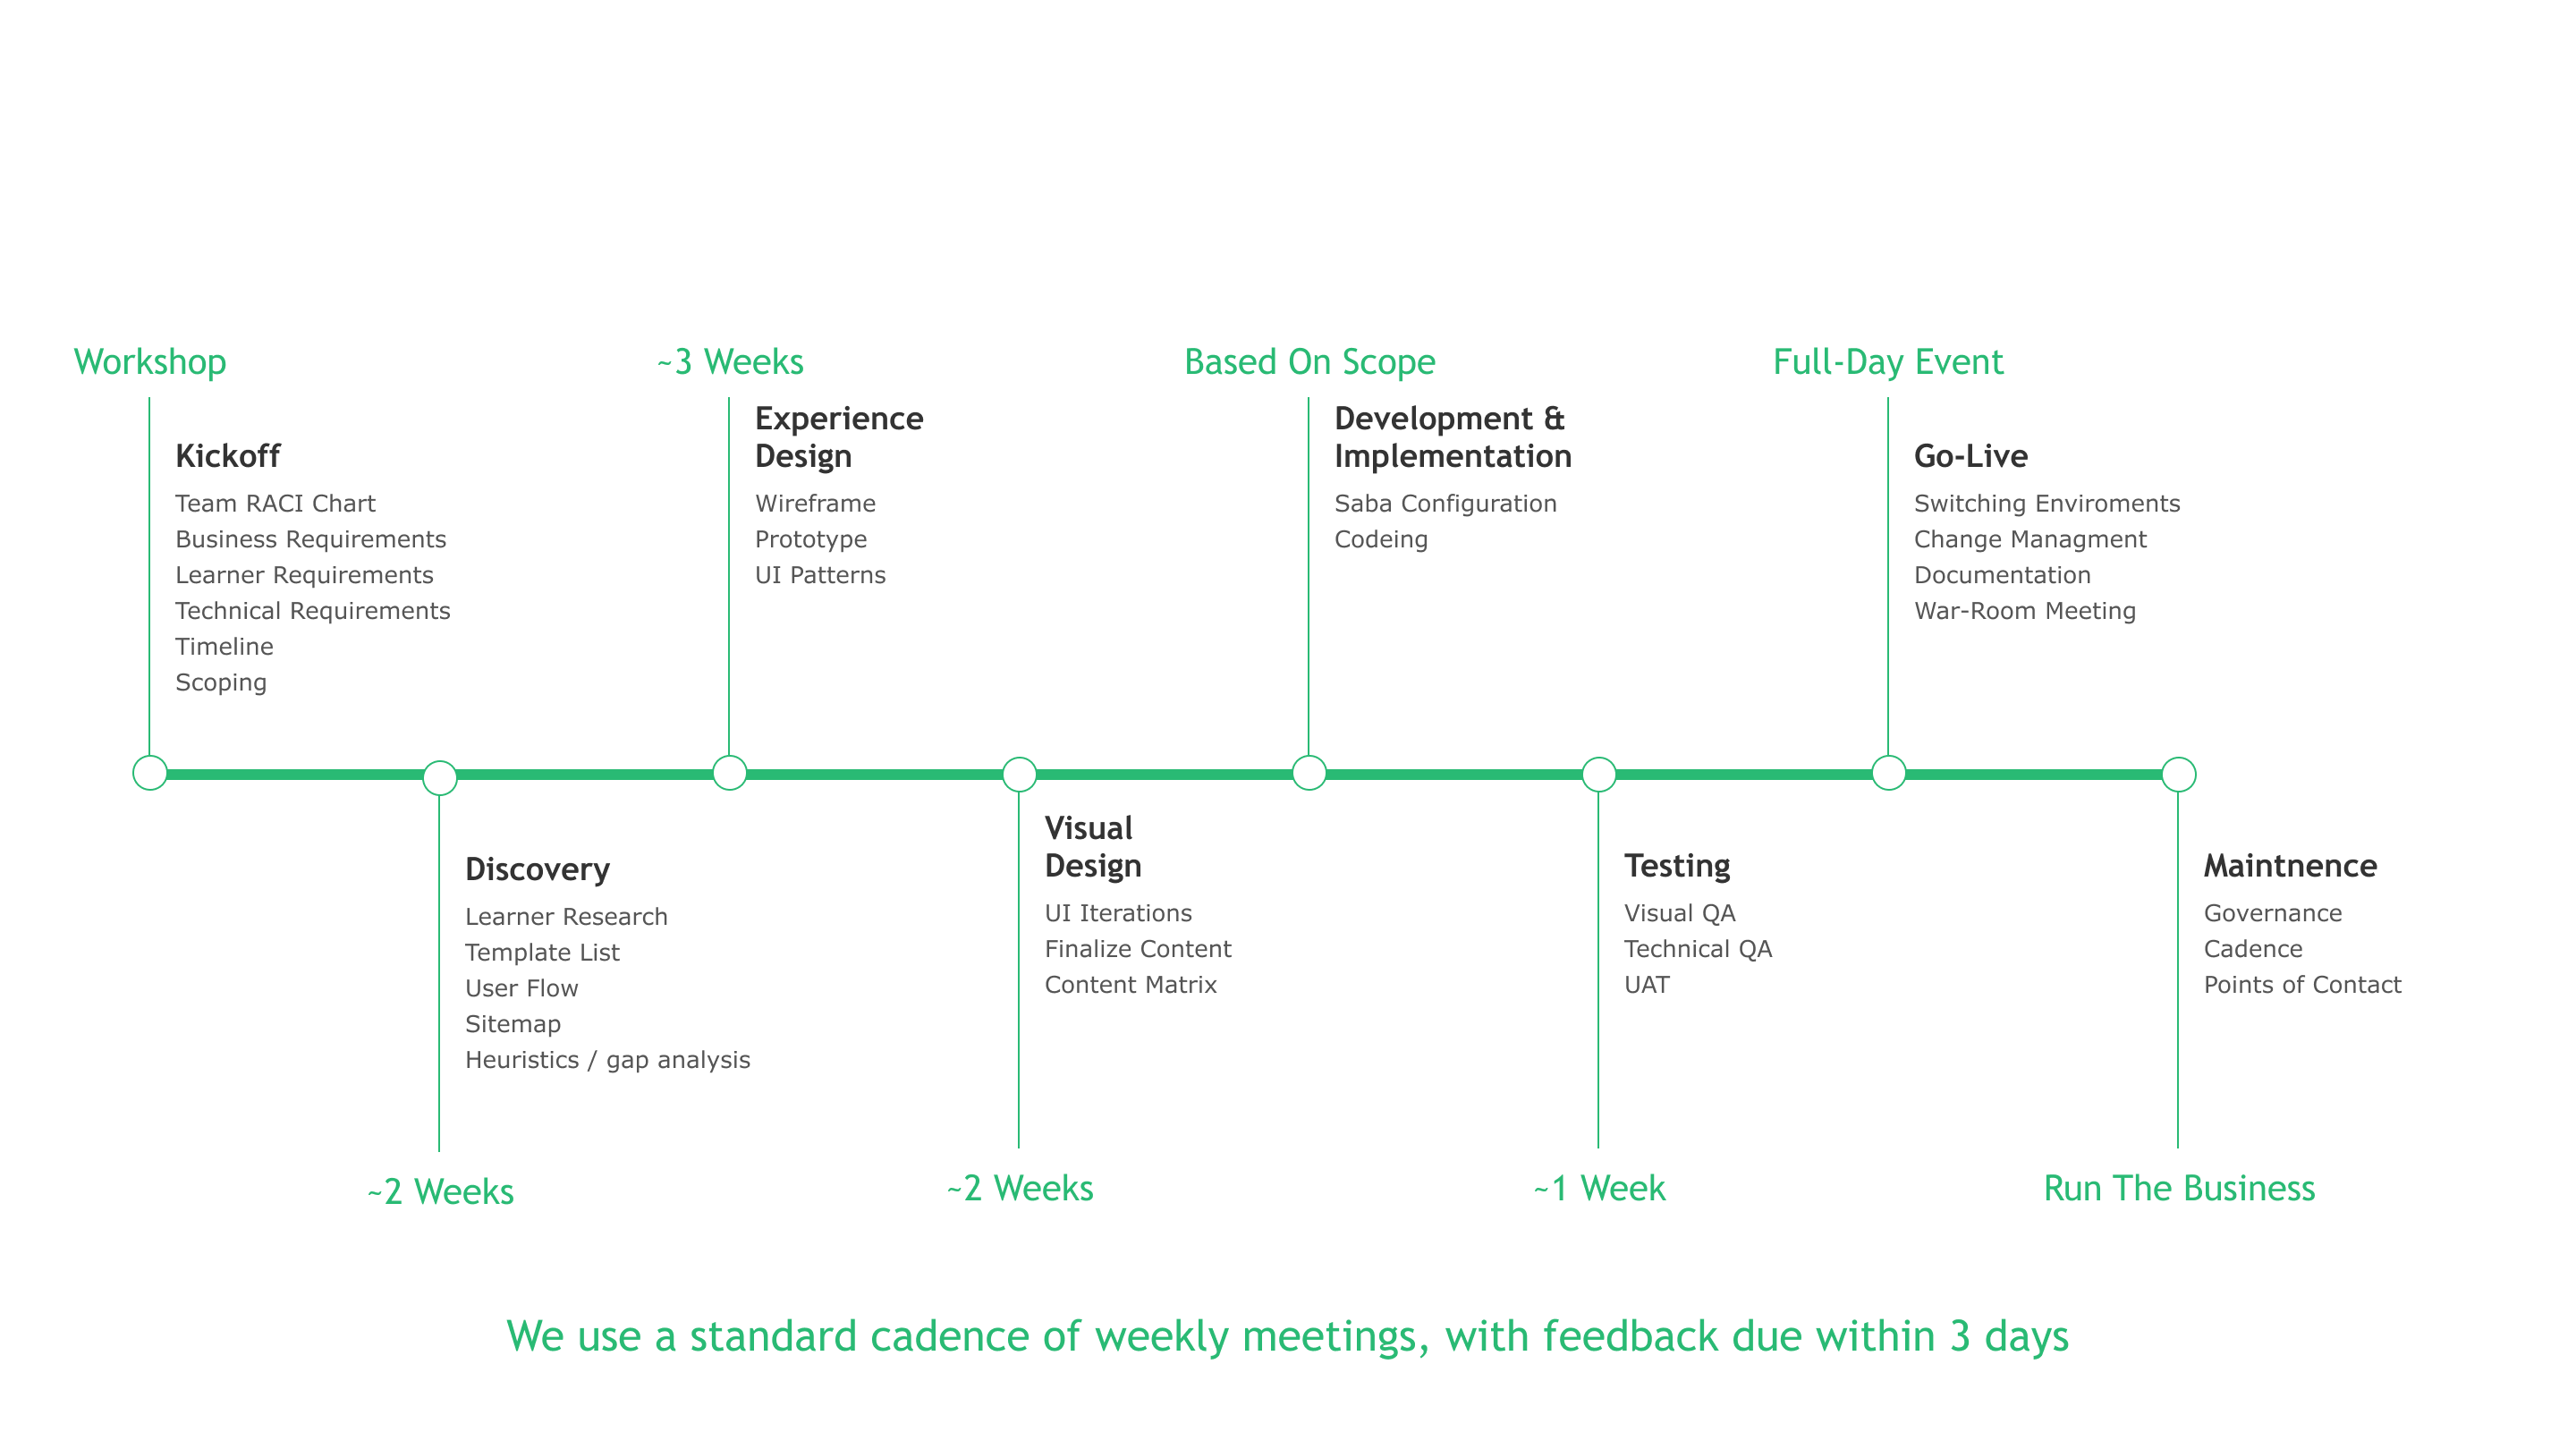 Workshop
Kickoff
Team RACI Chart
Business Requirements
Learner Requirements
Technical Requirements
Timeline
Scoping
Discovery
Learner Research
Template List
User Flow
Sitemap
Heuristics / gap analysis
~2 Weeks
~3 Weeks
Experience
Design
Wireframe
Prototype
UI Patterns
Visual
Design
UI Iterations
Finalize Content
Content Matrix
~2 Weeks
Based On Scope
Development &
Implementation
Saba Configuration
Codeing
Testing
Visual QA
Technical QA
UAT
~1 Week
Full-Day Event
Go-Live
Switching Enviroments
Change Managment
Documentation
War-Room Meeting
Maintnence
Governance
Cadence
Points of Contact
Run The Business
We use a standard cadence of weekly meetings, with feedback due within 3 days